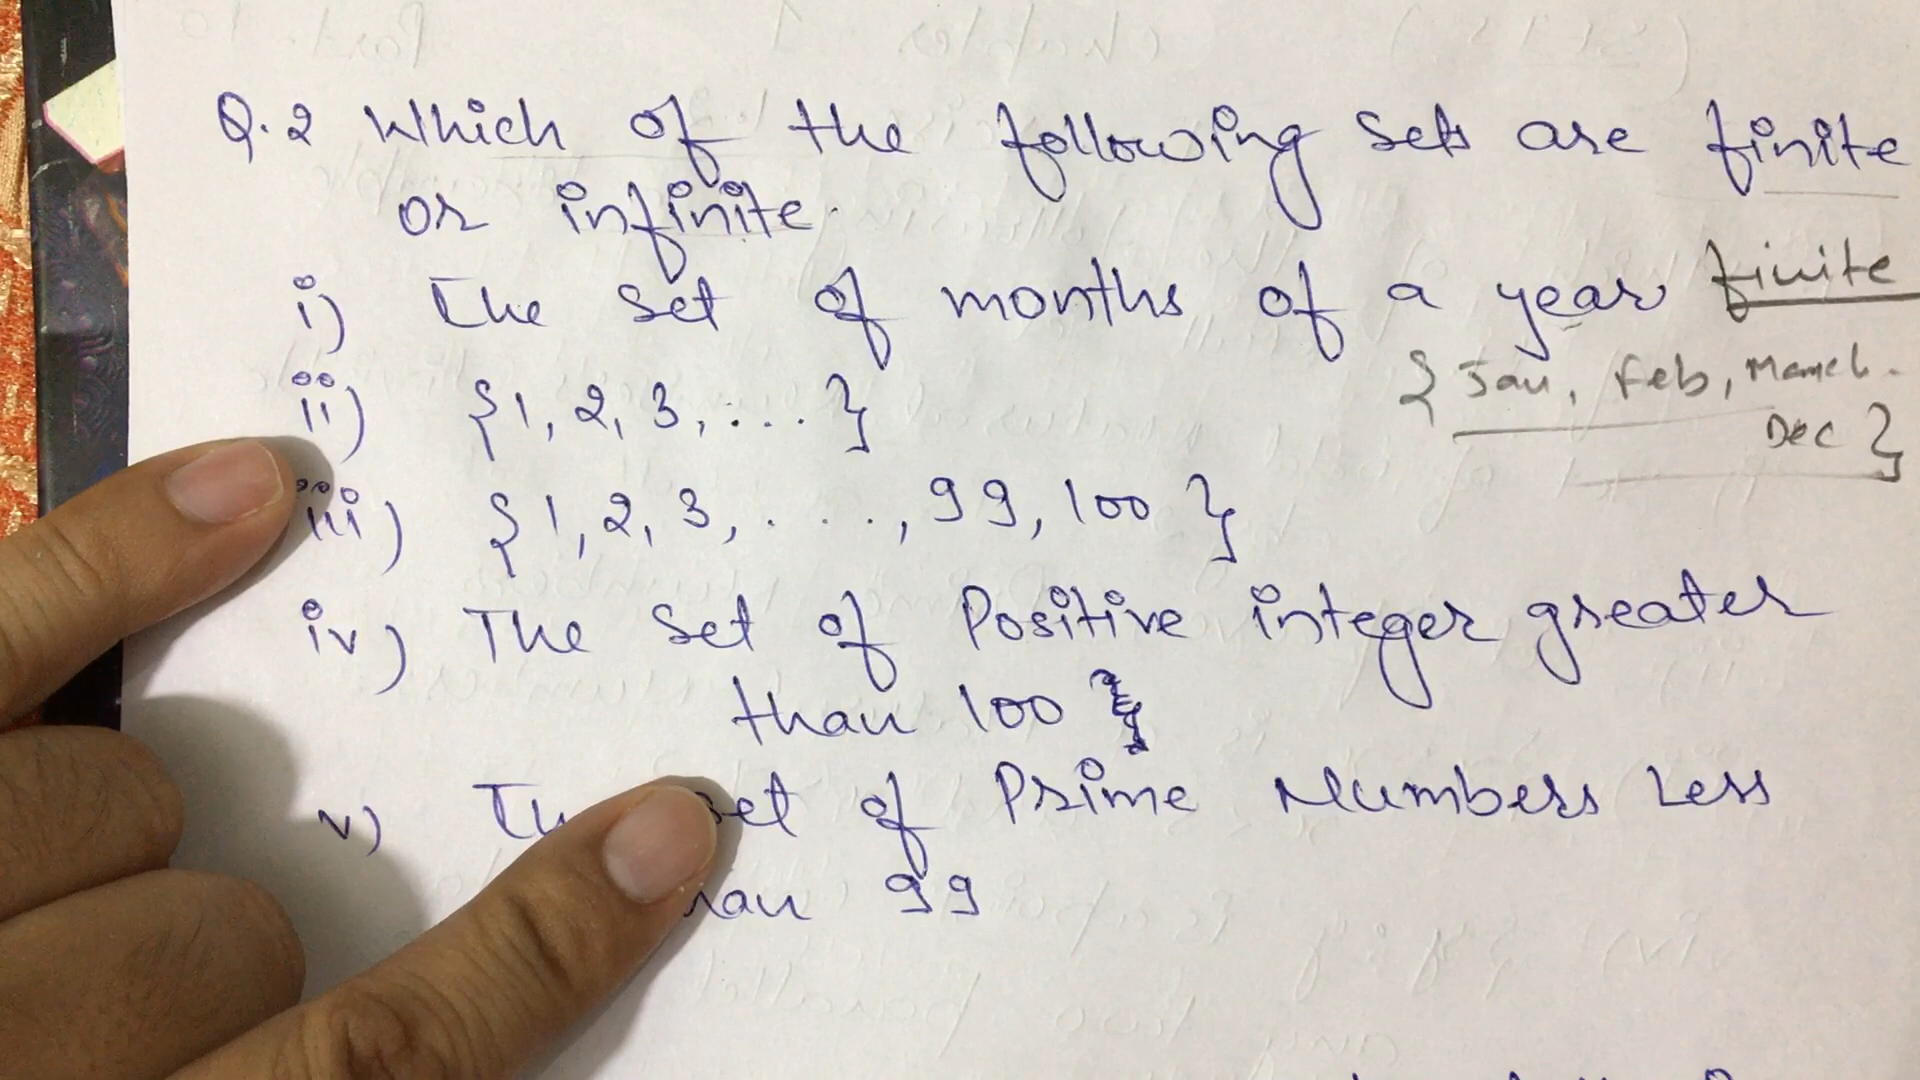 Q.2 Which of the following sets are finite
or infinite.
i) The set of months of a year finite
{ Jan, Feb, March.
Dec }
ii) {1, 2, 3, .... }
iii) { 1, 2, 3, . . . ., 99, 100 }
iv) The set of Positive integer greater
than 100
v) Set of Prime Numbers Less
99